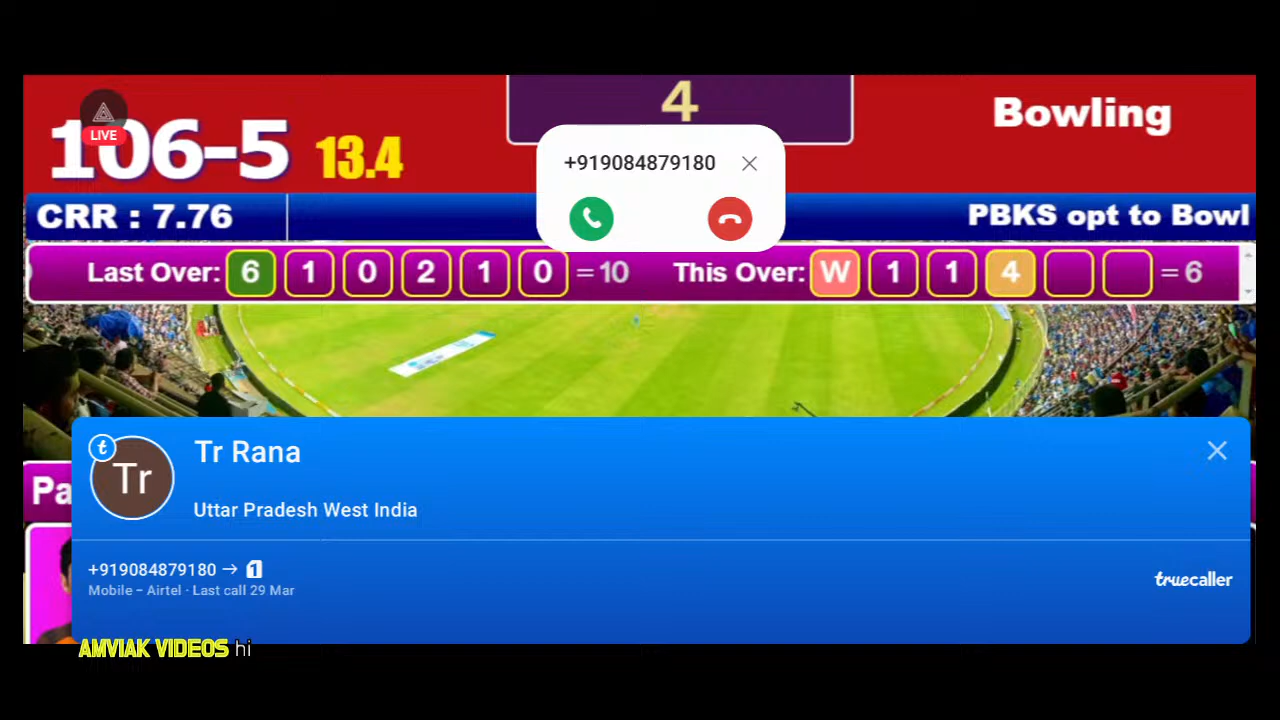 4
Bowling
LIVE
106-5 13.4
+919084879180
CRR : 7.76
PBKS opt to Bowl
Last Over: 6 1 0 2 1 0 =10 This Over: W 1 1 4 =6
Tr Rana
Tr
Uttar Pradesh West India
Pa
+919084879180 → 1
Mobile – Airtel · Last call 29 Mar
truecaller
AMVIAK VIDEOS hi